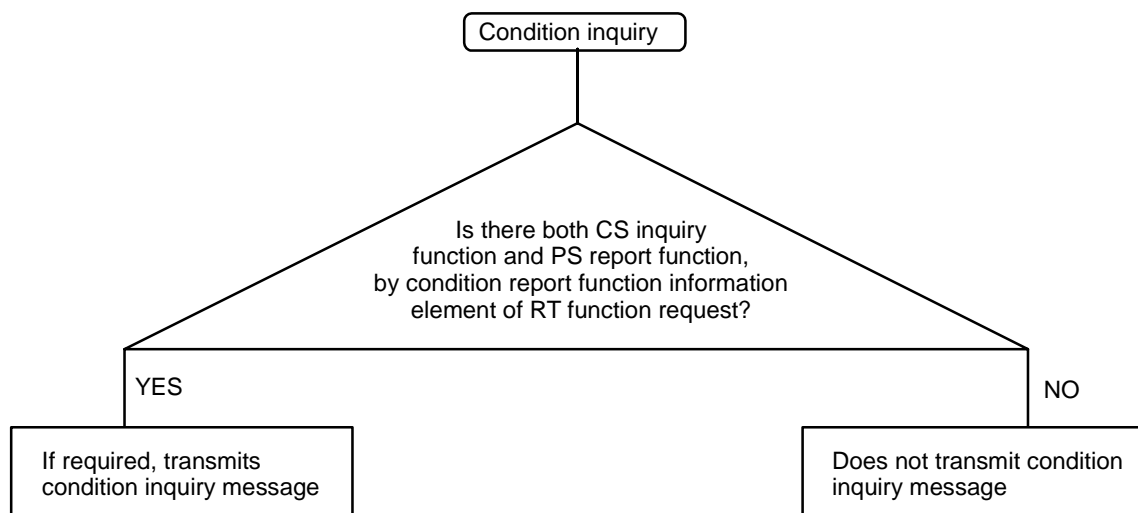 Condition inquiry
Is there both CS inquiry
function and PS report function,
by condition report function information
element of RT function request?
YES
NO
If required, transmits
condition inquiry message
Does not transmit condition
inquiry message